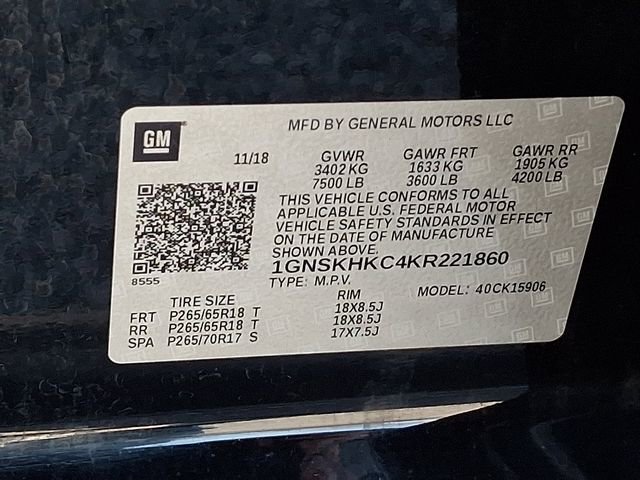 GM
MFD BY GENERAL MOTORS LLC
11/18 GVWR GAWR FRT GAWR RR
3402 KG 1633 KG 1905 KG
7500 LB 3600 LB 4200 LB
THIS VEHICLE CONFORMS TO ALL
APPLICABLE U.S. FEDERAL MOTOR
VEHICLE SAFETY STANDARDS IN EFFECT
ON THE DATE OF MANUFACTURE
SHOWN ABOVE.
8555
1GNSKHKC4KR221860
TYPE: M.P.V. MODEL: 40CK15906
TIRE SIZE RIM
FRT P265/65R18 T 18X8.5J
RR P265/65R18 T 18X8.5J
SPA P265/70R17 S 17X7.5J